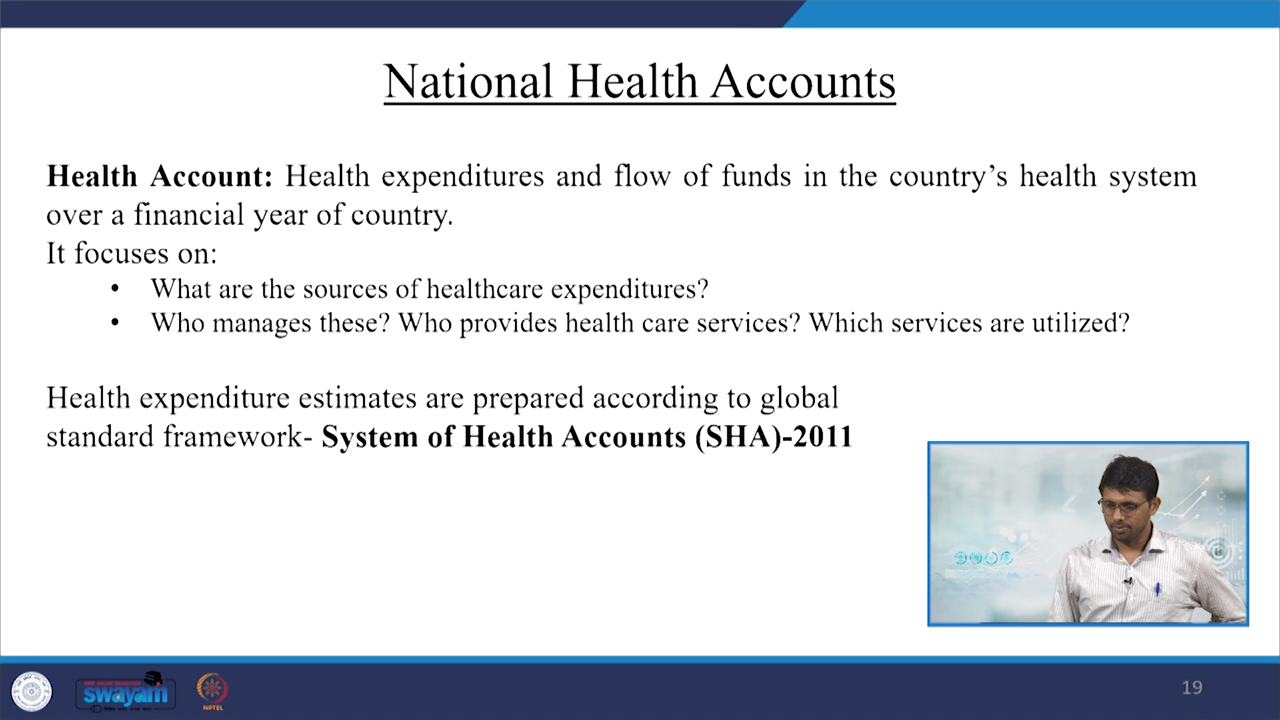 National Health Accounts
Health Account: Health expenditures and flow of funds in the country's health system
over a financial year of country.
It focuses on:
• What are the sources of healthcare expenditures?
• Who manages these? Who provides health care services? Which services are utilized?
Health expenditure estimates are prepared according to global
standard framework- System of Health Accounts (SHA)-2011
swayam
NPTEL
19